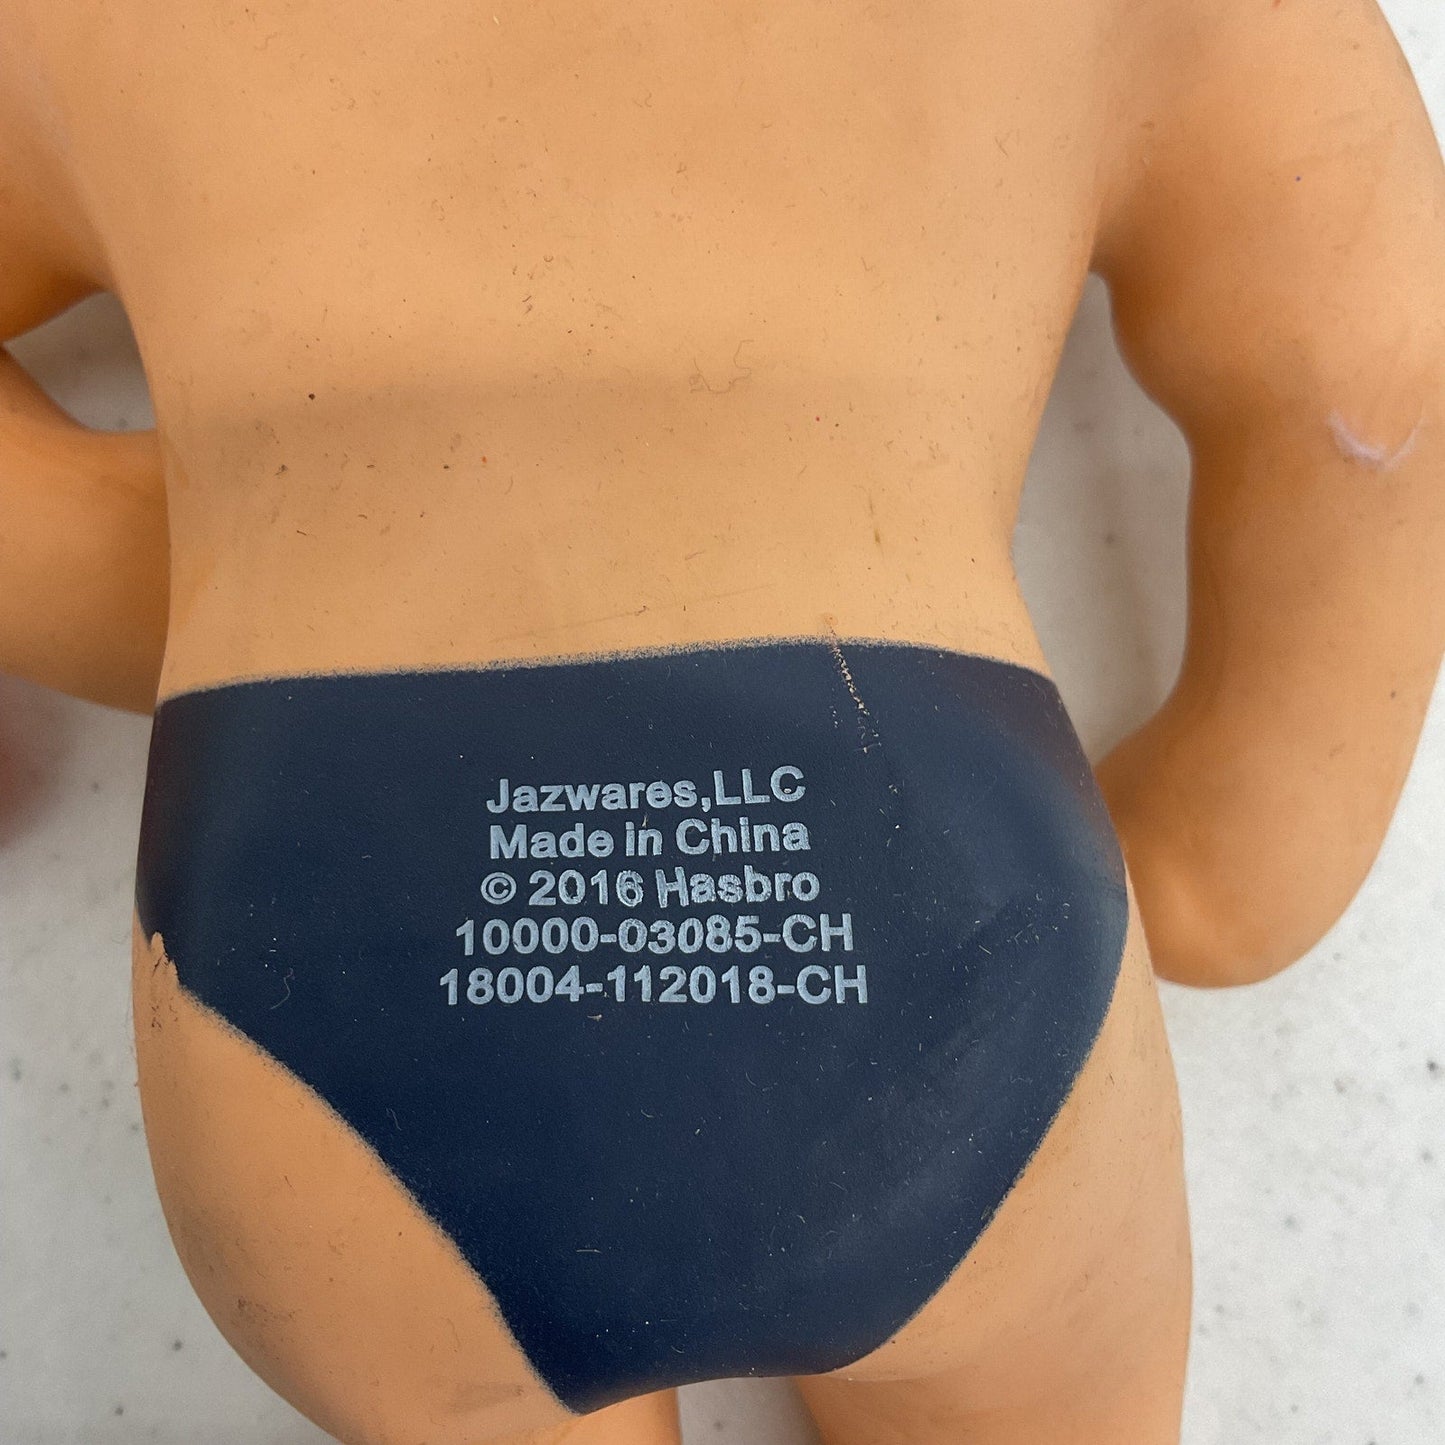 Jazwares,LLC
Made in China
© 2016 Hasbro
10000-03085-CH
18004-112018-CH